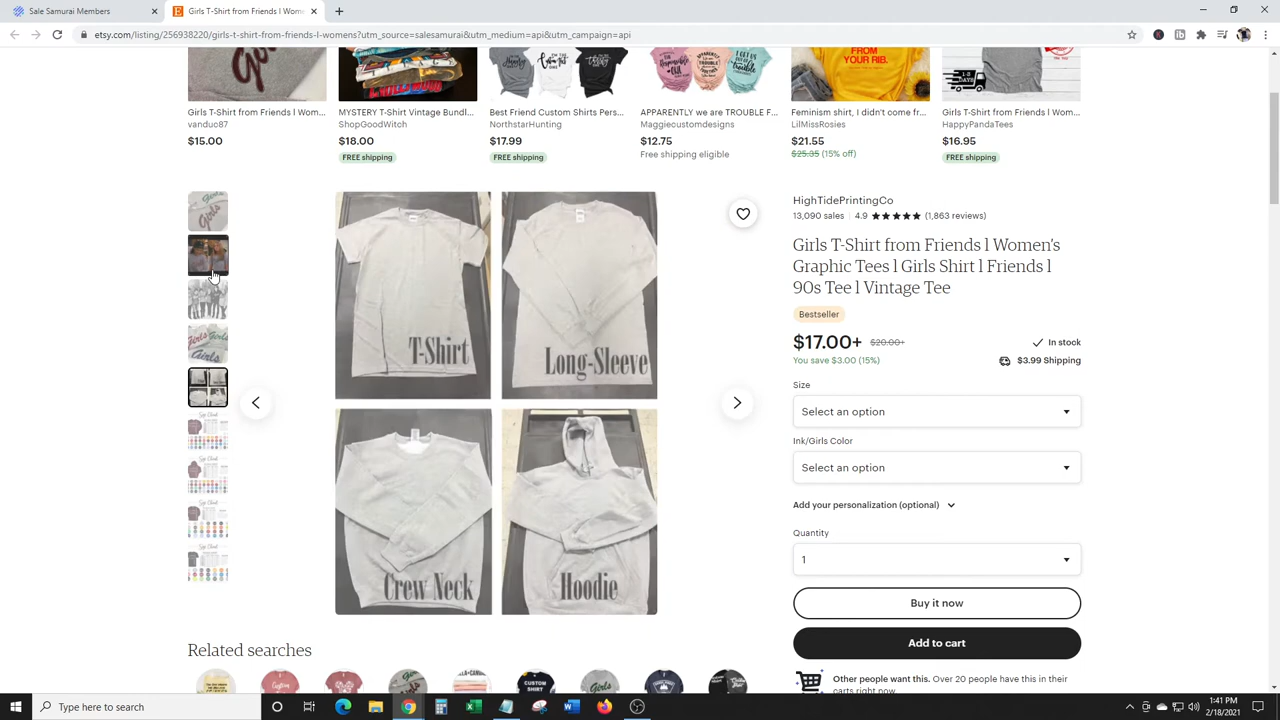 Sale Samurai Members
Girls T-Shirt from Friends l Wome
etsy.com/listing/256938220/girls-t-shirt-from-friends-l-womens?utm_source=salesamurai&utm_medium=api&utm_campaign=api
FROM
YOUR RIB.
Girls T-Shirt from Friends l Wom...
vanduc87
$15.00
MYSTERY T-Shirt Vintage Bundl...
ShopGoodWitch
$18.00
FREE shipping
Best Friend Custom Shirts Pers...
NorthstarHunting
$17.99
FREE shipping
APPARENTLY we are TROUBLE F...
Maggiecustomdesigns
$12.75
Free shipping eligible
Feminism shirt, I didn't come fr...
LilMissRosies
$21.55
$25.35 (15% off)
Girls T-Shirt from Friends l Wom...
HappyPandaTees
$16.95
FREE shipping
T-Shirt
Long-Sleeve
Crew Neck
Hoodie
HighTidePrintingCo
13,090 sales | 4.9 ★★★★★ (1,863 reviews)
Girls T-Shirt from Friends l Women's
Graphic Tees l Girls Shirt l Friends l
90s Tee l Vintage Tee
Bestseller
$17.00+ $20.00+
In stock
You save $3.00 (15%)
$3.99 Shipping
Size
Select an option
Ink/Girls Color
Select an option
Add your personalization (optional)
Quantity
1
Buy it now
Add to cart
Other people want this. Over 20 people have this in their
carts right now.
Related searches
Type here to search
1:41 PM
2/18/2021